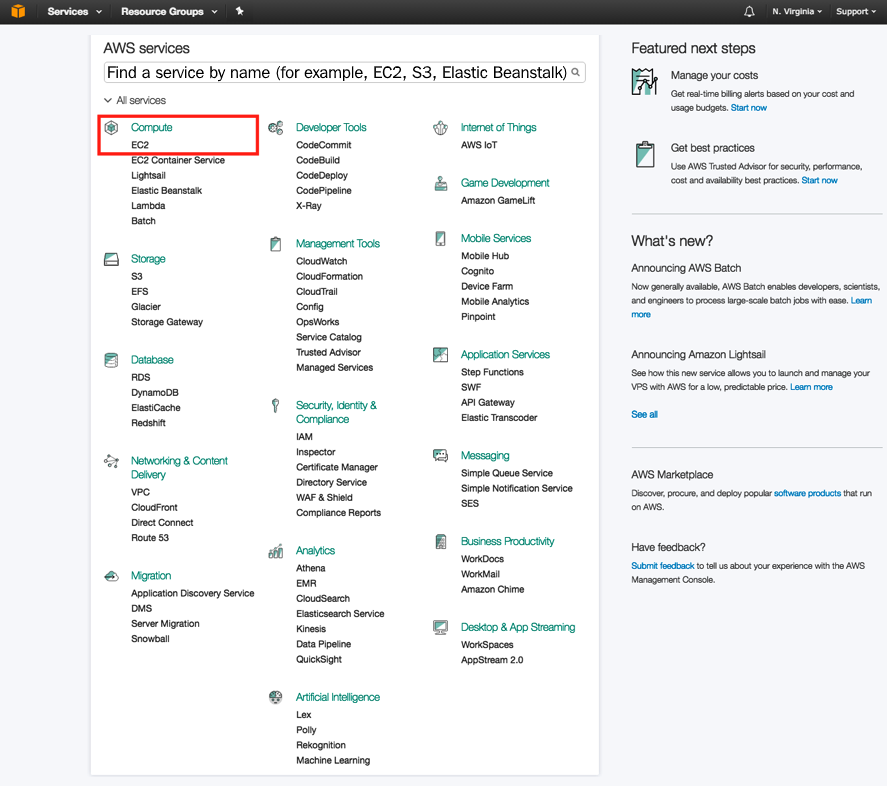 Services
Resource Groups
N. Virginia
Support
AWS services
Find a service by name (for example, EC2, S3, Elastic Beanstalk)
All services
Compute
EC2
EC2 Container Service
Lightsail
Elastic Beanstalk
Lambda
Batch
Storage
S3
EFS
Glacier
Storage Gateway
Database
RDS
DynamoDB
ElastiCache
Redshift
Networking & Content
Delivery
VPC
CloudFront
Direct Connect
Route 53
Migration
Application Discovery Service
DMS
Server Migration
Snowball
Developer Tools
CodeCommit
CodeBuild
CodeDeploy
CodePipeline
X-Ray
Management Tools
CloudWatch
CloudFormation
CloudTrail
Config
OpsWorks
Service Catalog
Trusted Advisor
Managed Services
Security, Identity &
Compliance
IAM
Inspector
Certificate Manager
Directory Service
WAF & Shield
Compliance Reports
Analytics
Athena
EMR
CloudSearch
Elasticsearch Service
Kinesis
Data Pipeline
QuickSight
Artificial Intelligence
Lex
Polly
Rekognition
Machine Learning
Internet of Things
AWS IoT
Game Development
Amazon GameLift
Mobile Services
Mobile Hub
Cognito
Device Farm
Mobile Analytics
Pinpoint
Application Services
Step Functions
SWF
API Gateway
Elastic Transcoder
Messaging
Simple Queue Service
Simple Notification Service
SES
Business Productivity
WorkDocs
WorkMail
Amazon Chime
Desktop & App Streaming
WorkSpaces
AppStream 2.0
Featured next steps
Manage your costs
Get real-time billing alerts based on your cost and
usage budgets. Start now
Get best practices
Use AWS Trusted Advisor for security, performance,
cost and availability best practices. Start now
What's new?
Announcing AWS Batch
Now generally available, AWS Batch enables developers, scientists,
and engineers to process large-scale batch jobs with ease. Learn
more
Announcing Amazon Lightsail
See how this new service allows you to launch and manage your
VPS with AWS for a low, predictable price. Learn more
See all
AWS Marketplace
Discover, procure, and deploy popular software products that run
on AWS.
Have feedback?
Submit feedback to tell us about your experience with the AWS
Management Console.